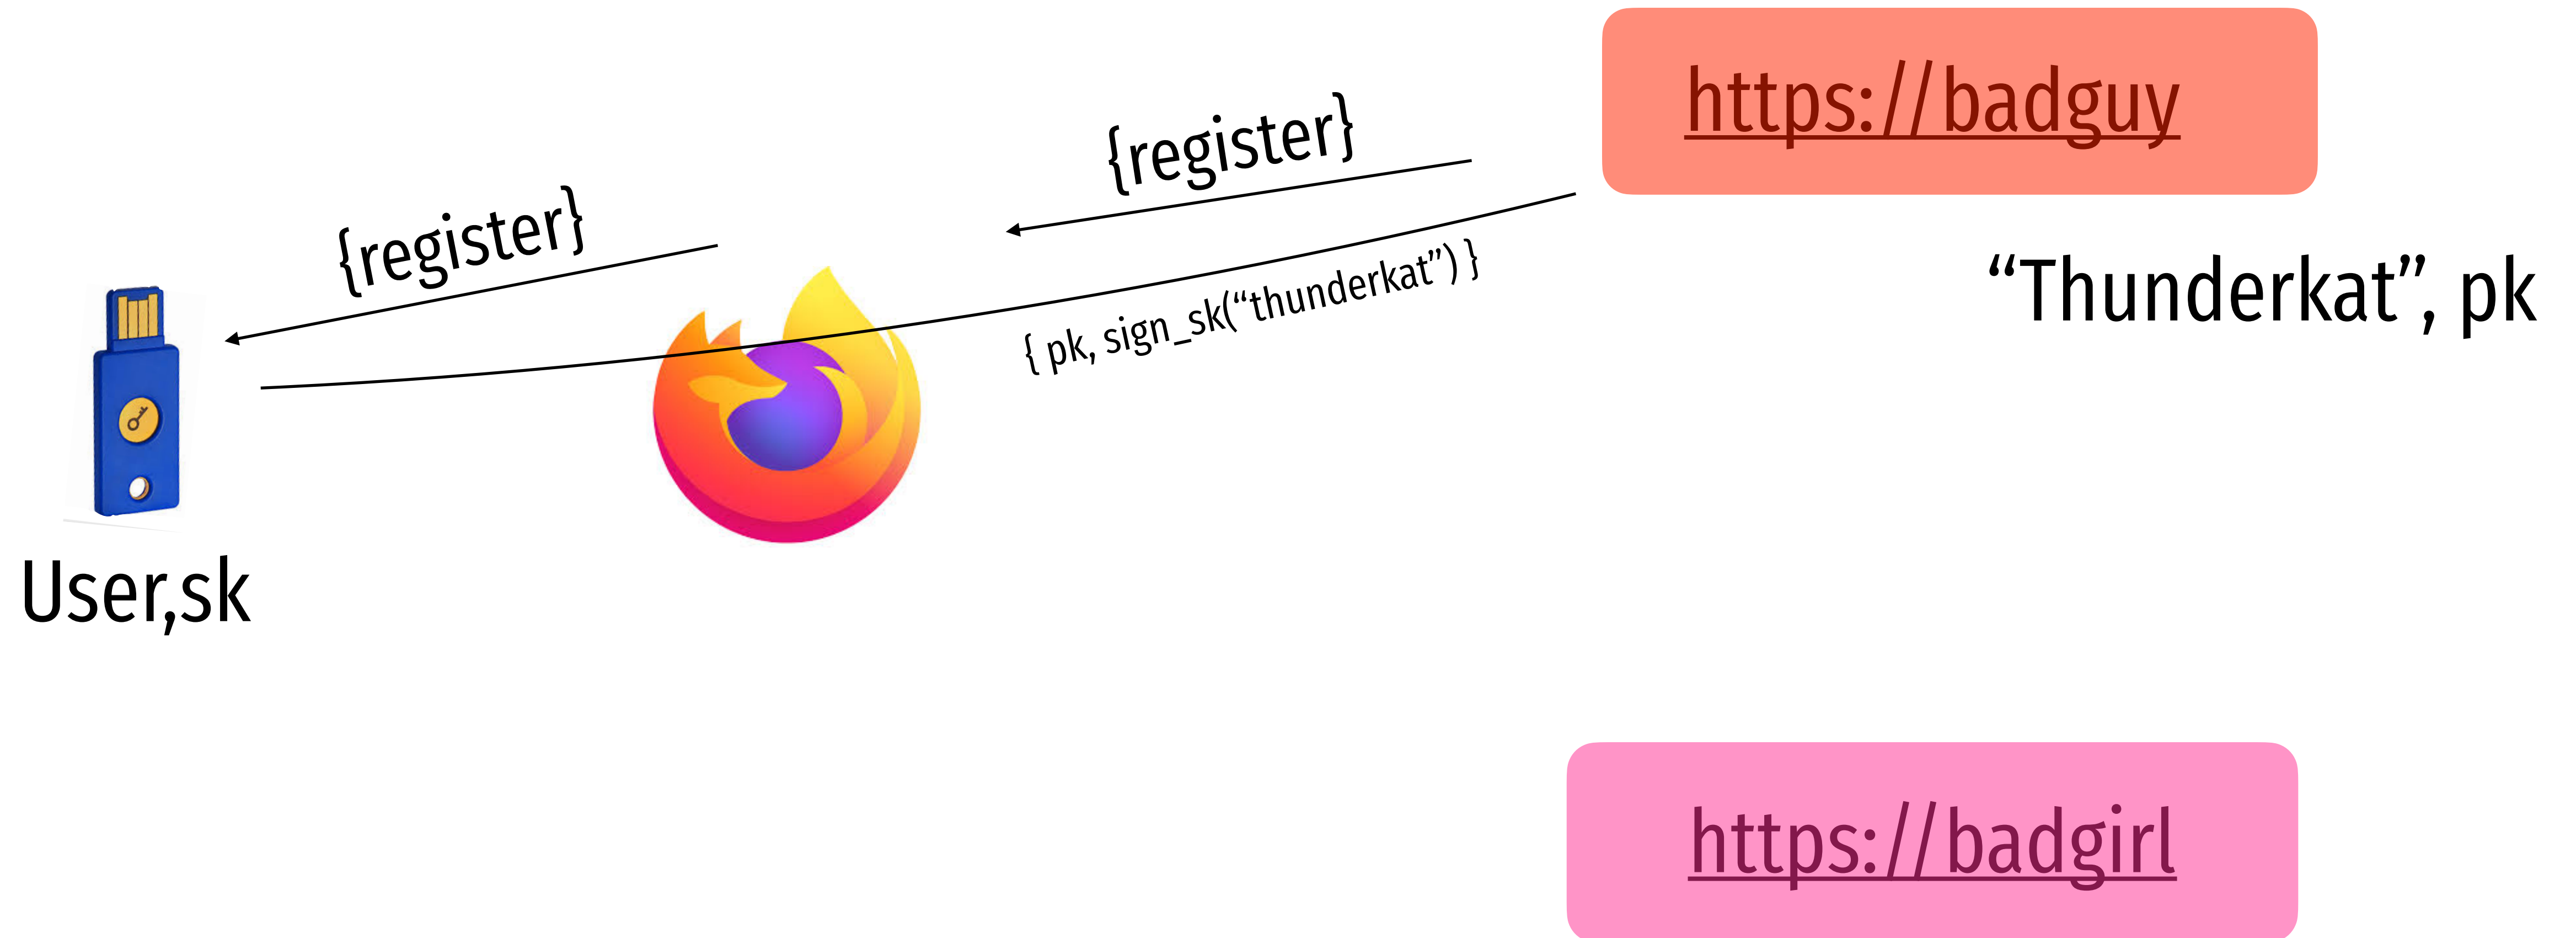 https://badguy
{register}
{register}
{ pk, sign_sk(“thunderkat”) }
“Thunderkat”, pk
User,sk
https://badgirl